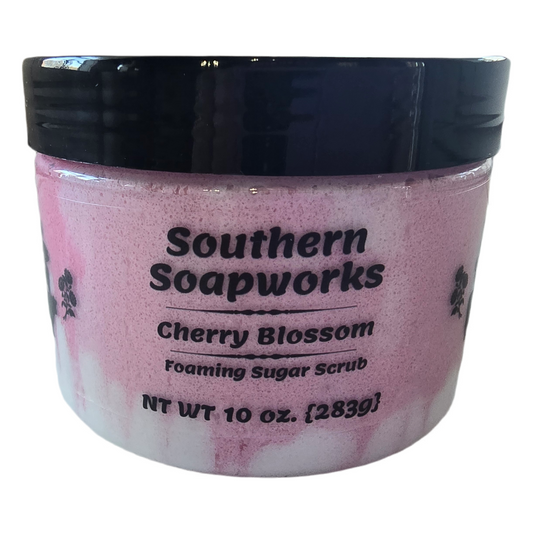 Southern
Soapworks
Cherry Blossom
Foaming Sugar Scrub
NT WT 10 oz. {283g}